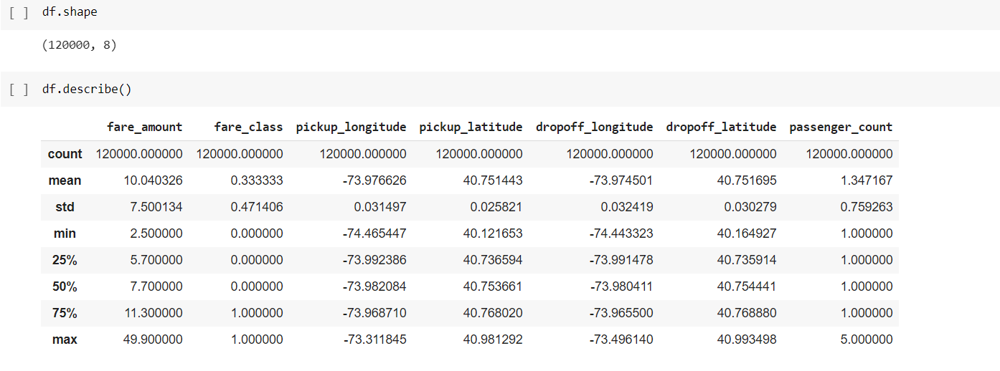 [ ] df.shape
(120000, 8)
[ ] df.describe()
fare_amount fare_class pickup_longitude pickup_latitude dropoff_longitude dropoff_latitude passenger_count
count 120000.000000 120000.000000 120000.000000 120000.000000 120000.000000 120000.000000 120000.000000
mean 10.040326 0.333333 -73.976626 40.751443 -73.974501 40.751695 1.347167
std 7.500134 0.471406 0.031497 0.025821 0.032419 0.030279 0.759263
min 2.500000 0.000000 -74.465447 40.121653 -74.443323 40.164927 1.000000
25% 5.700000 0.000000 -73.992386 40.736594 -73.991478 40.735914 1.000000
50% 7.700000 0.000000 -73.982084 40.753661 -73.980411 40.754441 1.000000
75% 11.300000 1.000000 -73.968710 40.768020 -73.965500 40.768880 1.000000
max 49.900000 1.000000 -73.311845 40.981292 -73.496140 40.993498 5.000000